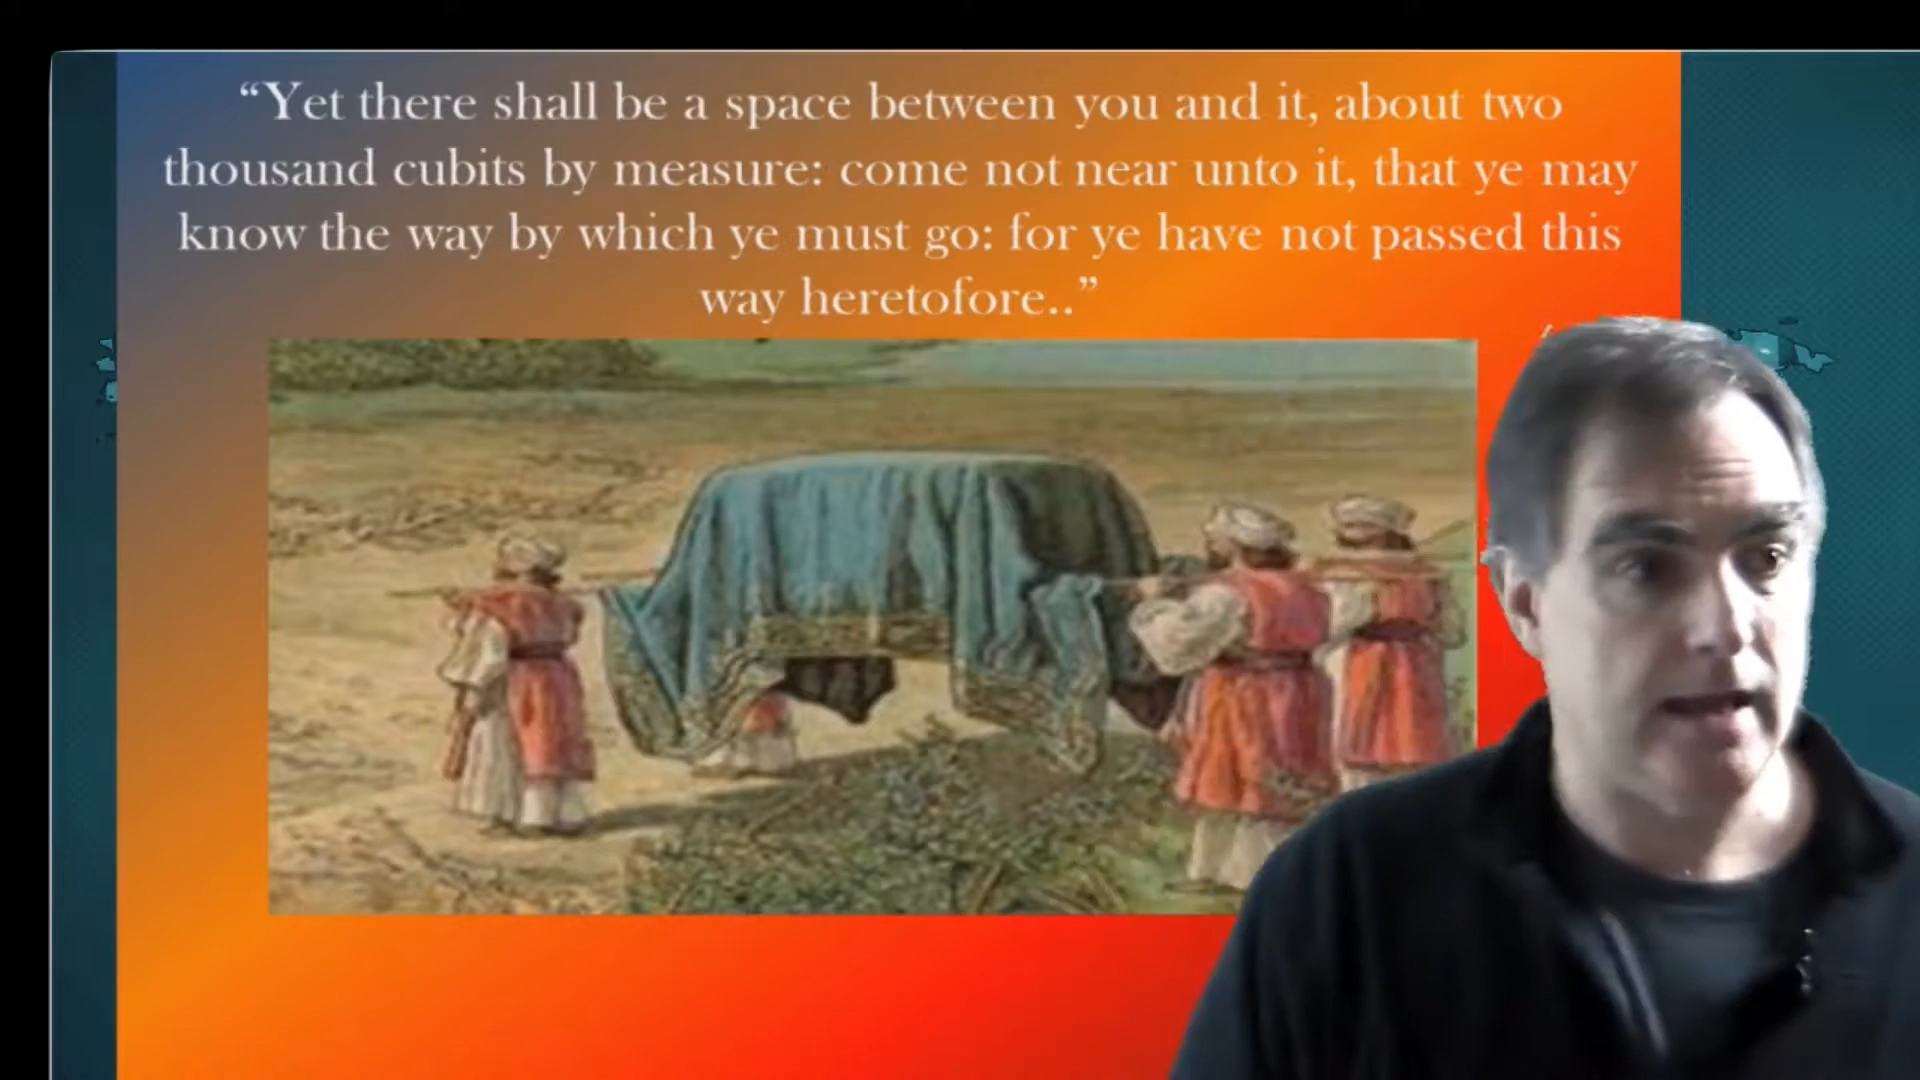 “Yet there shall be a space between you and it, about two
thousand cubits by measure: come not near unto it, that ye may
know the way by which ye must go: for ye have not passed this
way heretofore..”